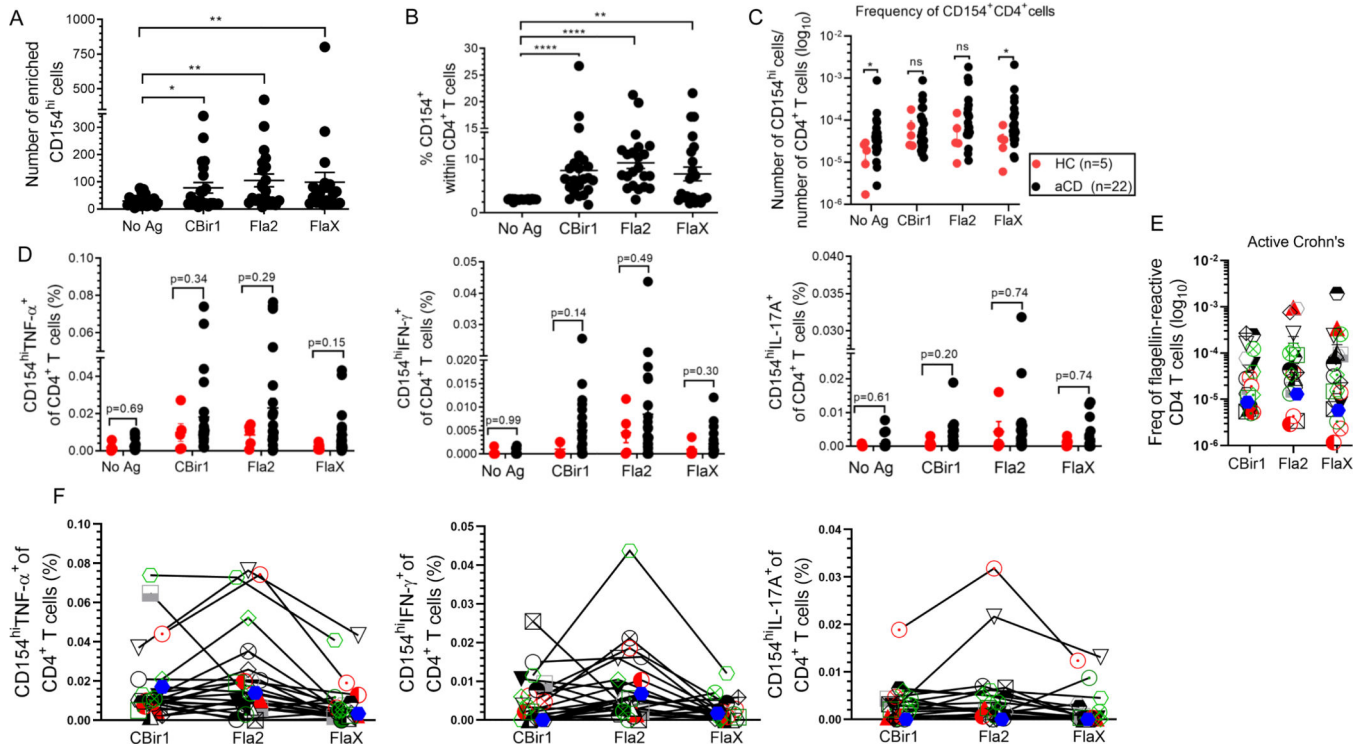 A
Number of enriched
CD154hi cells
1000
750
500
250
100
200
300
400
100
0
**
**
*
No Ag
CBir1
Fla2
FlaX
B
% CD154+
within CD4+ T cells
30
25
20
15
10
5
0
**
****
****
No Ag
CBir1
Fla2
FlaX
C
Frequency of CD154+CD4+cells
Number of CD154hi cells/
number of CD4+ T cells (log10)
10-2
10-3
10-4
10-5
10-6
*
ns
ns
*
No Ag
CBir1
Fla2
FlaX
HC (n=5)
aCD (n=22)
D
CD154hiTNF-α+
of CD4+ T cells (%)
0.10
0.08
0.06
0.04
0.02
0.00
p=0.69
p=0.34
p=0.29
p=0.15
No Ag
CBir1
Fla2
FlaX
CD154hiIFN-γ+
of CD4+ T cells (%)
0.05
0.04
0.03
0.020
0.015
0.010
0.005
0.000
p=0.99
p=0.14
p=0.49
p=0.30
No Ag
CBir1
Fla2
FlaX
CD154hiIL-17A+
of CD4+ T cells (%)
0.040
0.030
0.020
0.010
0.000
p=0.61
p=0.20
p=0.74
p=0.74
No Ag
CBir1
Fla2
FlaX
E
Active Crohn's
Freq of flagellin-reactive
CD4 T cells (log10)
10-2
10-3
10-4
10-5
10-6
CBir1
Fla2
FlaX
F
CD154hiTNF-α+ of
CD4+ T cells (%)
0.10
0.08
0.06
0.04
0.02
0.00
CBir1
Fla2
FlaX
CD154hiIFN-γ+ of
CD4+ T cells (%)
0.05
0.04
0.03
0.02
0.01
0.00
CBir1
Fla2
FlaX
CD154hiIL-17A+ of
CD4+ T cells (%)
0.04
0.03
0.02
0.01
0.00
CBir1
Fla2
FlaX